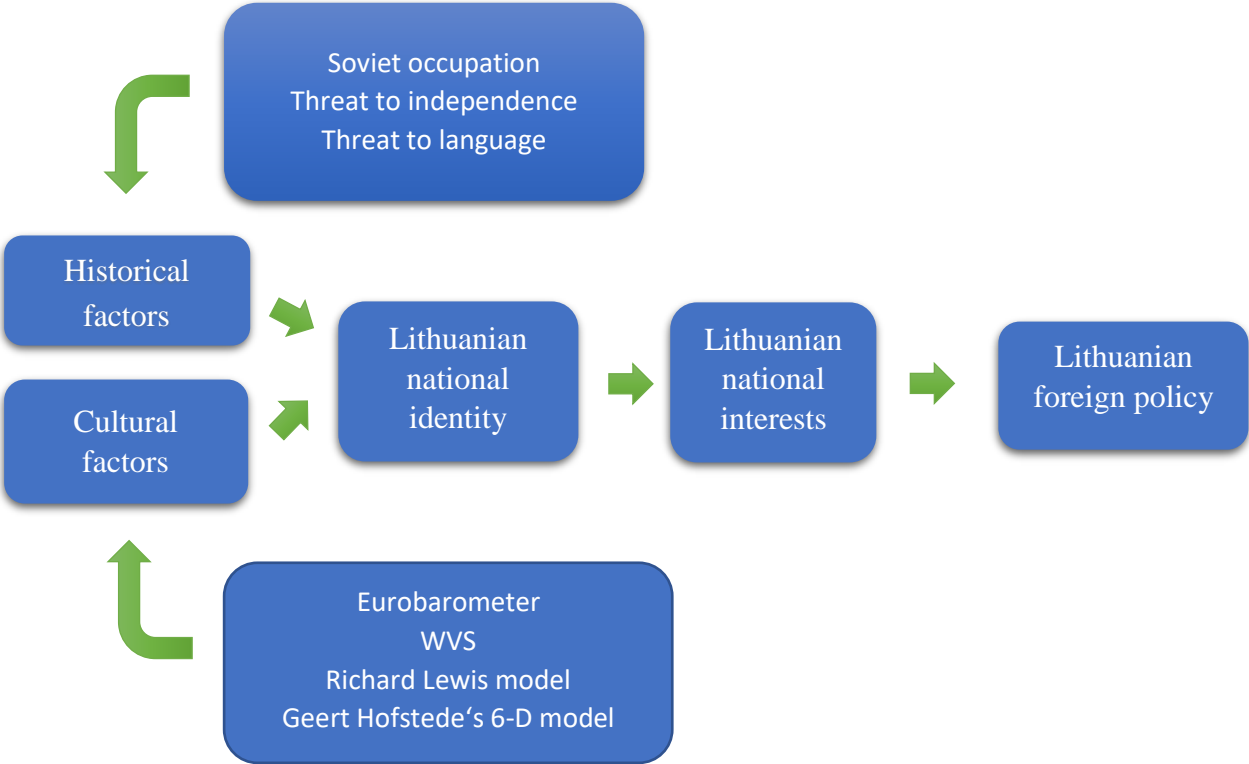 Soviet occupation
Threat to independence
Threat to language
Historical
factors
Cultural
factors
Lithuanian
national
identity
Lithuanian
national
interests
Lithuanian
foreign policy
Eurobarometer
WVS
Richard Lewis model
Geert Hofstede‘s 6-D model